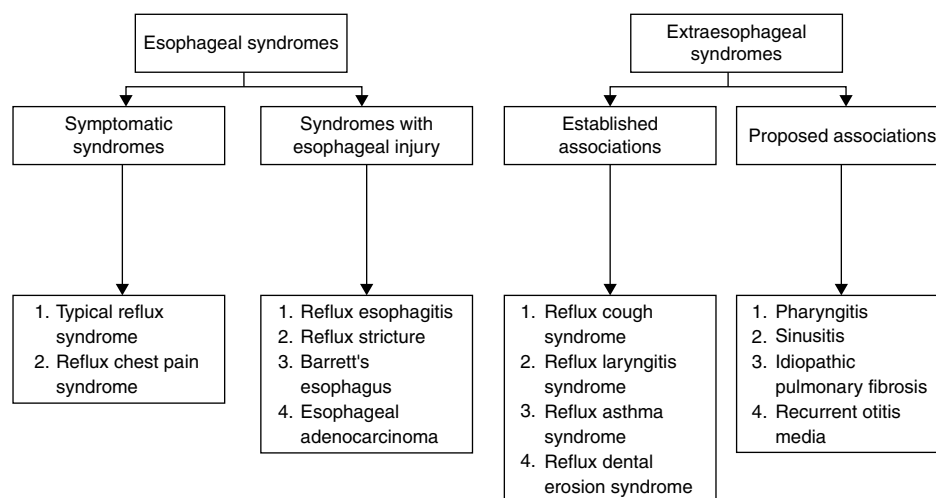 Esophageal syndromes
Extraesophageal
syndromes
Symptomatic
syndromes
Syndromes with
esophageal injury
Established
associations
Proposed associations
1. Typical reflux
syndrome
2. Reflux chest pain
syndrome
1. Reflux esophagitis
2. Reflux stricture
3. Barrett's
esophagus
4. Esophageal
adenocarcinoma
1. Reflux cough
syndrome
2. Reflux laryngitis
syndrome
3. Reflux asthma
syndrome
4. Reflux dental
erosion syndrome
1. Pharyngitis
2. Sinusitis
3. Idiopathic
pulmonary fibrosis
4. Recurrent otitis
media